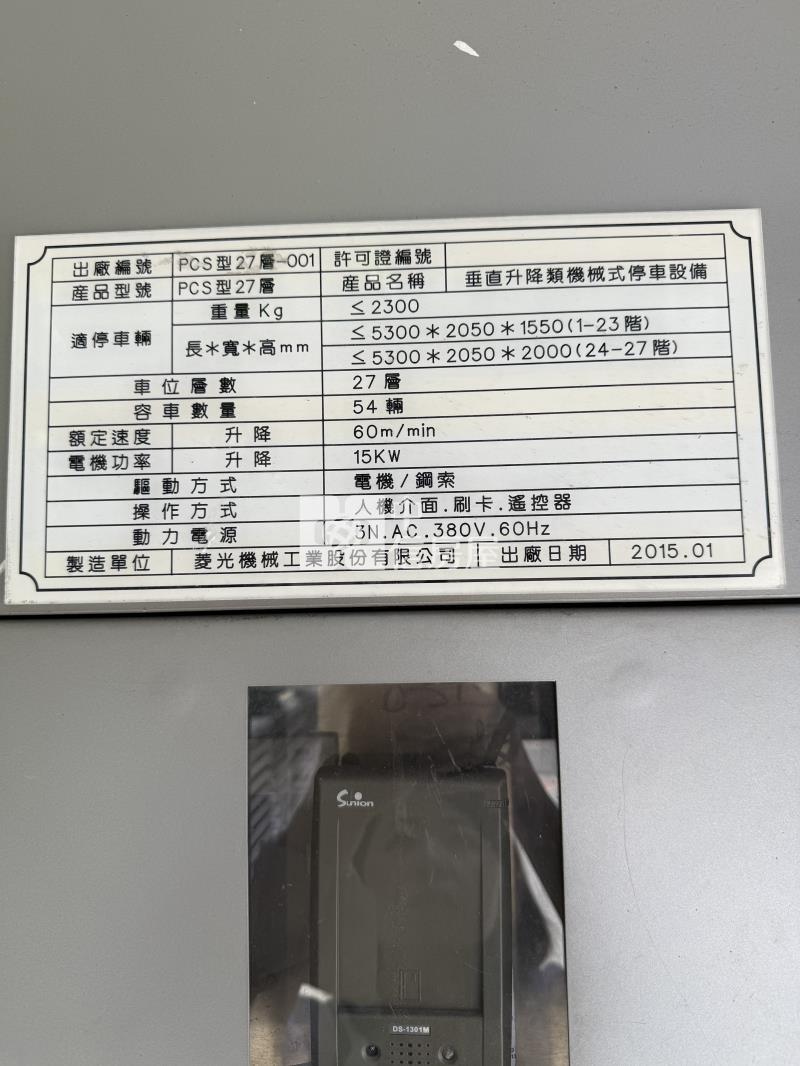 出廠編號 PCS型27層-001 許可證編號
產品型號 PCS型27層 產品名稱 垂直升降類機械式停車設備
適停車輛 重量Kg ≤2300
長*寬*高mm ≤5300*2050*1550(1-23階)
≤5300*2050*2000(24-27階)
車位層數 27層
容車數量 54輛
額定速度 升降 60m/min
電機功率 升降 15KW
驅動方式 電機/鋼索
操作方式 人機介面.刷卡.遙控器
動力電源 3N.AC.380V.60Hz
製造單位 菱光機械工業股份有限公司 出廠日期 2015.01
Sunion
DS-1301M